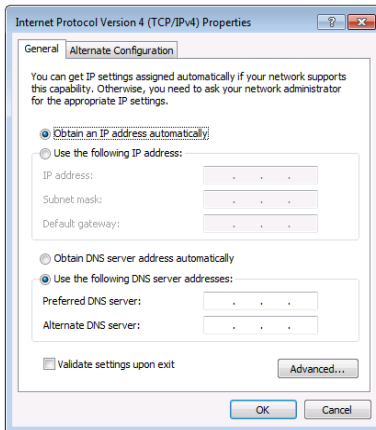 Internet Protocol Version 4 (TCP/IPv4) Properties
General
Alternate Configuration
You can get IP settings assigned automatically if your network supports
this capability. Otherwise, you need to ask your network administrator
for the appropriate IP settings.
Obtain an IP address automatically
Use the following IP address:
IP address:
Subnet mask:
Default gateway:
Obtain DNS server address automatically
Use the following DNS server addresses:
Preferred DNS server:
Alternate DNS server:
Validate settings upon exit
Advanced...
OK
Cancel